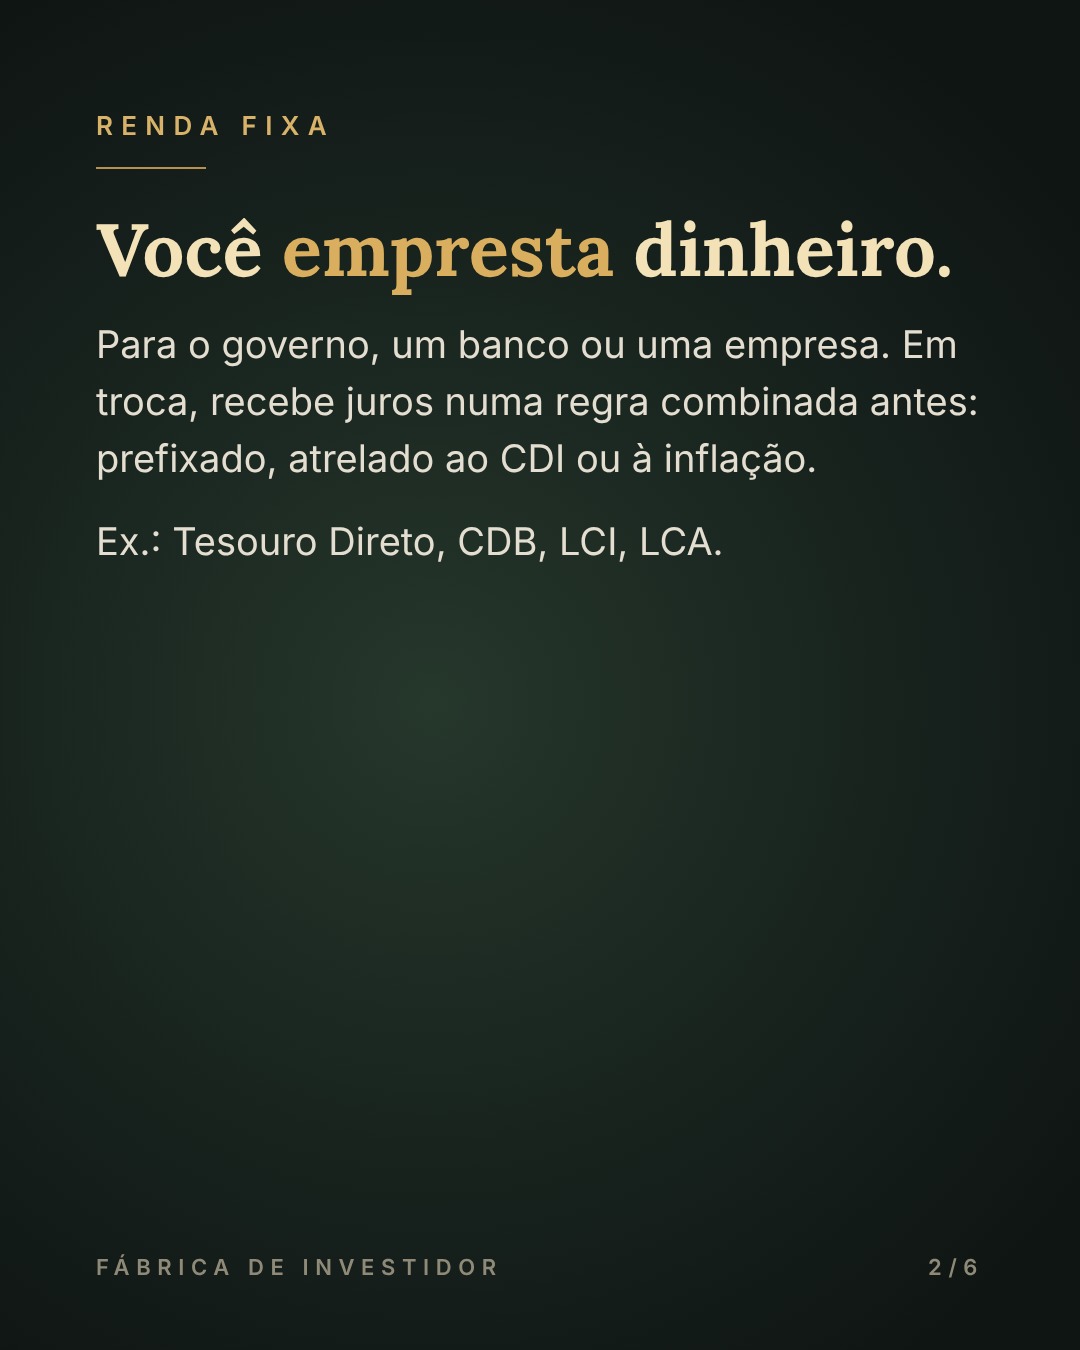 RENDA FIXA
Você empresta dinheiro.
Para o governo, um banco ou uma empresa. Em
troca, recebe juros numa regra combinada antes:
prefixado, atrelado ao CDI ou à inflação.
Ex.: Tesouro Direto, CDB, LCI, LCA.
FÁBRICA DE INVESTIDOR
2/6